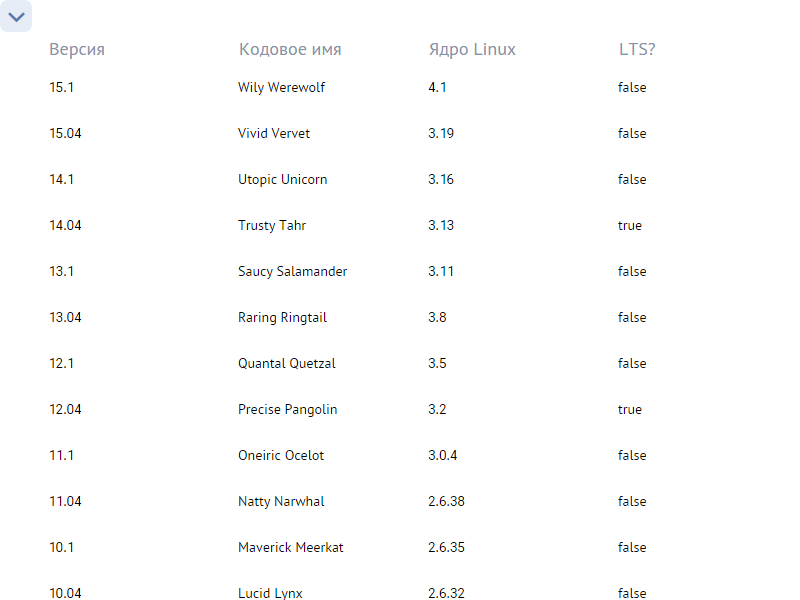 Версия Кодовое имя Ядро Linux LTS?
15.1 Wily Werewolf 4.1 false
15.04 Vivid Vervet 3.19 false
14.1 Utopic Unicorn 3.16 false
14.04 Trusty Tahr 3.13 true
13.1 Saucy Salamander 3.11 false
13.04 Raring Ringtail 3.8 false
12.1 Quantal Quetzal 3.5 false
12.04 Precise Pangolin 3.2 true
11.1 Oneiric Ocelot 3.0.4 false
11.04 Natty Narwhal 2.6.38 false
10.1 Maverick Meerkat 2.6.35 false
10.04 Lucid Lynx 2.6.32 false